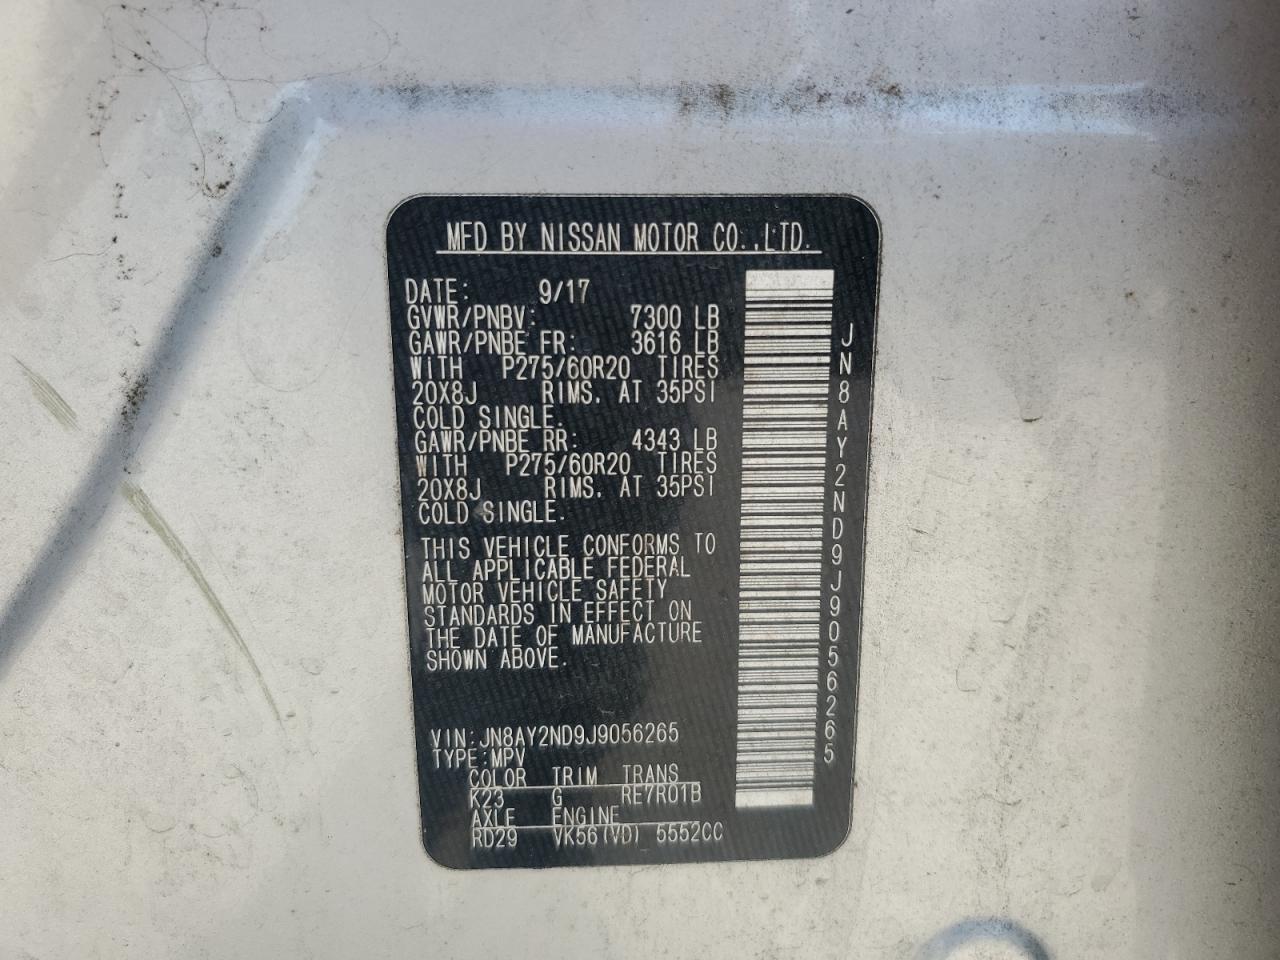 MFD BY NISSAN MOTOR CO.,LTD.
DATE: 9/17
GVWR/PNBV: 7300 LB
GAWR/PNBE FR: 3616 LB
WITH P275/60R20 TIRES
20X8J RIMS. AT 35PSI
COLD SINGLE.
GAWR/PNBE RR: 4343 LB
WITH P275/60R20 TIRES
20X8J RIMS. AT 35PSI
COLD SINGLE.
THIS VEHICLE CONFORMS TO
ALL APPLICABLE FEDERAL
MOTOR VEHICLE SAFETY
STANDARDS IN EFFECT ON
THE DATE OF MANUFACTURE
SHOWN ABOVE.
VIN:JN8AY2ND9J9056265
TYPE:MPV
COLOR TRIM TRANS
K23 G RE7R01B
AXLE ENGINE
RD29 VK56(VD) 5552CC
JN8AY2ND9J9056265